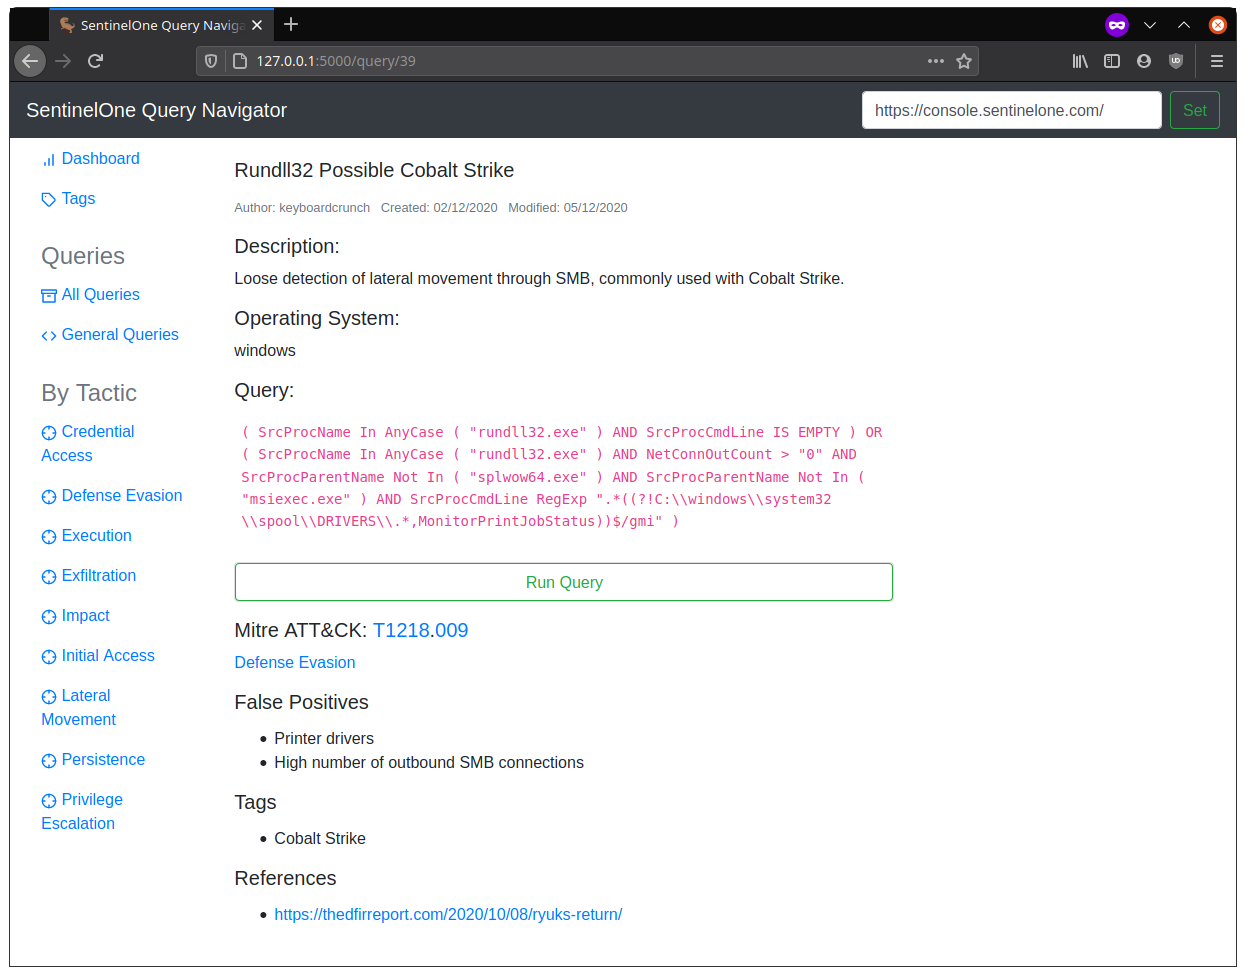 SentinelOne Query Naviga
127.0.0.1:5000/query/39
SentinelOne Query Navigator
https://console.sentinelone.com/
Set
Dashboard
Tags
Queries
All Queries
General Queries
By Tactic
Credential
Access
Defense Evasion
Execution
Exfiltration
Impact
Initial Access
Lateral
Movement
Persistence
Privilege
Escalation
Rundll32 Possible Cobalt Strike
Author: keyboardcrunch Created: 02/12/2020 Modified: 05/12/2020
Description:
Loose detection of lateral movement through SMB, commonly used with Cobalt Strike.
Operating System:
windows
Query:
( SrcProcName In AnyCase ( "rundll32.exe" ) AND SrcProcCmdLine IS EMPTY ) OR
( SrcProcName In AnyCase ( "rundll32.exe" ) AND NetConnOutCount > "0" AND
SrcProcParentName Not In ( "splwow64.exe" ) AND SrcProcParentName Not In (
"msiexec.exe" ) AND SrcProcCmdLine RegExp ".*((?!C:\\windows\\system32
\\spool\\DRIVERS\\.*,MonitorPrintJobStatus))$/gmi" )
Run Query
Mitre ATT&CK: T1218.009
Defense Evasion
False Positives
Printer drivers
High number of outbound SMB connections
Tags
Cobalt Strike
References
https://thedfirreport.com/2020/10/08/ryuks-return/